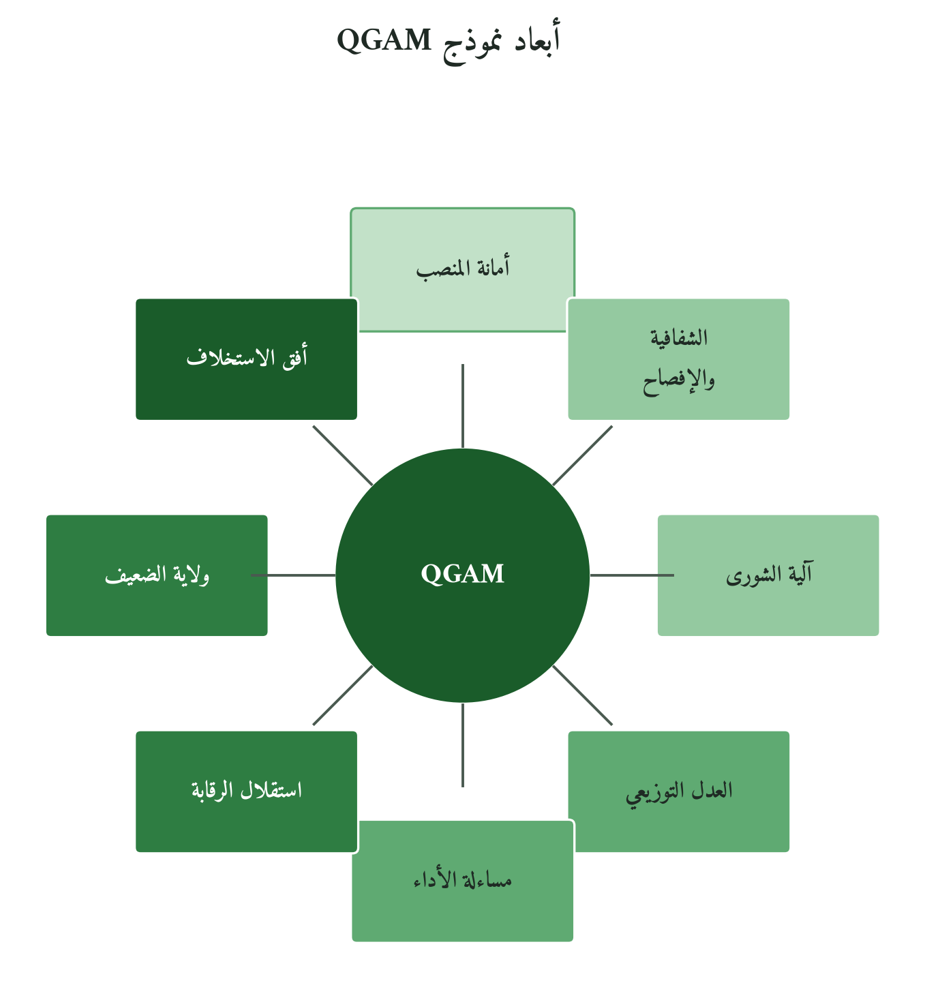 أبعاد نموذج QGAM
أمانة المنصب
الشفافية
والإفصاح
آلية الشورى
العدل التوزيعي
مساءلة الأداء
استقلال الرقابة
ولاية الضعيف
أفق الاستخلاف
QGAM